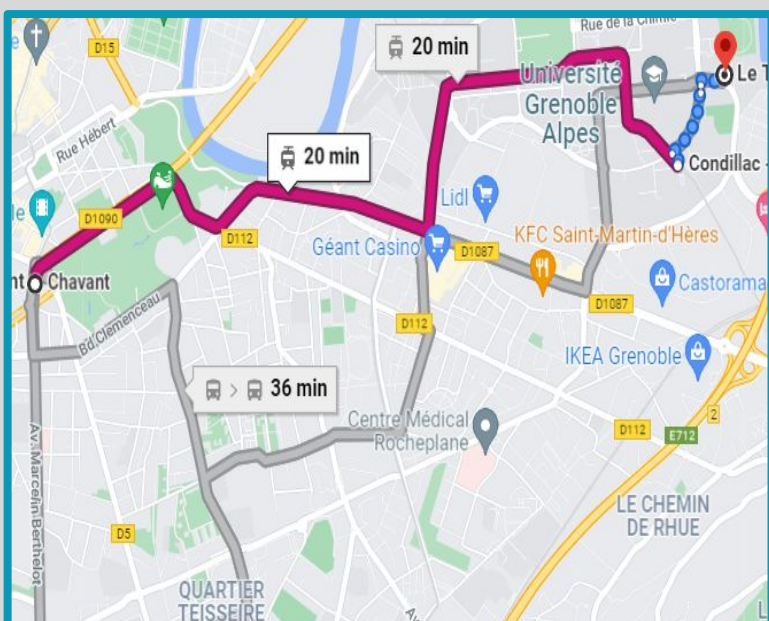 Rue de la Chimie
D15
20 min
Le T
Université
Grenoble
Alpes
Rue Hébert
20 min
Condillac -
Lidl
D1090
D112
Géant Casino
D1087
KFC Saint-Martin-d'Hères
nt
Chavant
Castorama
D1087
Bd Clemenceau
D112
IKEA Grenoble
36 min
Centre Médical
Rocheplane
2
D112
E712
Av. Marcelin Berthelot
LE CHEMIN
DE RHUE
D5
QUARTIER
TEISSEIRE
Av
L